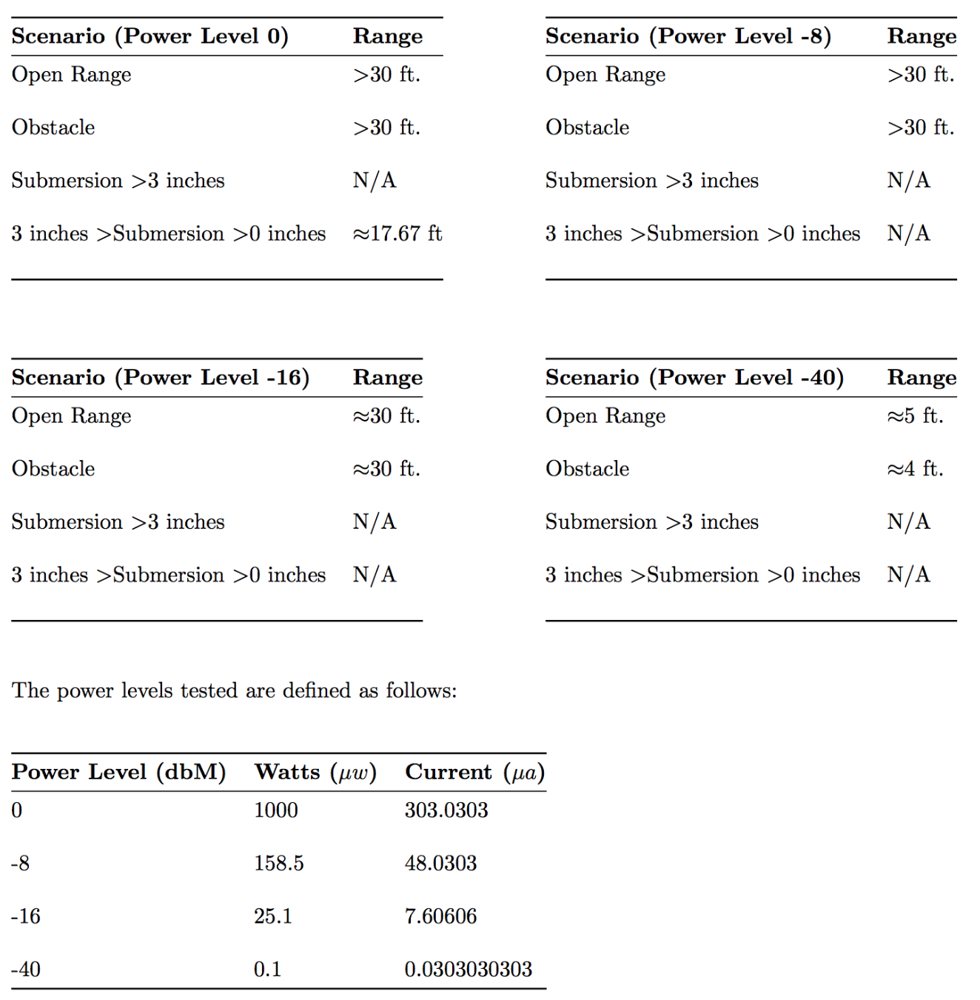 Scenario (Power Level 0) Range
Open Range >30 ft.
Obstacle >30 ft.
Submersion >3 inches N/A
3 inches >Submersion >0 inches ≈17.67 ft
Scenario (Power Level -8) Range
Open Range >30 ft.
Obstacle >30 ft.
Submersion >3 inches N/A
3 inches >Submersion >0 inches N/A
Scenario (Power Level -16) Range
Open Range ≈30 ft.
Obstacle ≈30 ft.
Submersion >3 inches N/A
3 inches >Submersion >0 inches N/A
Scenario (Power Level -40) Range
Open Range ≈5 ft.
Obstacle ≈4 ft.
Submersion >3 inches N/A
3 inches >Submersion >0 inches N/A
The power levels tested are defined as follows:
Power Level (dbM) Watts (μw) Current (μa)
0 1000 303.0303
-8 158.5 48.0303
-16 25.1 7.60606
-40 0.1 0.0303030303